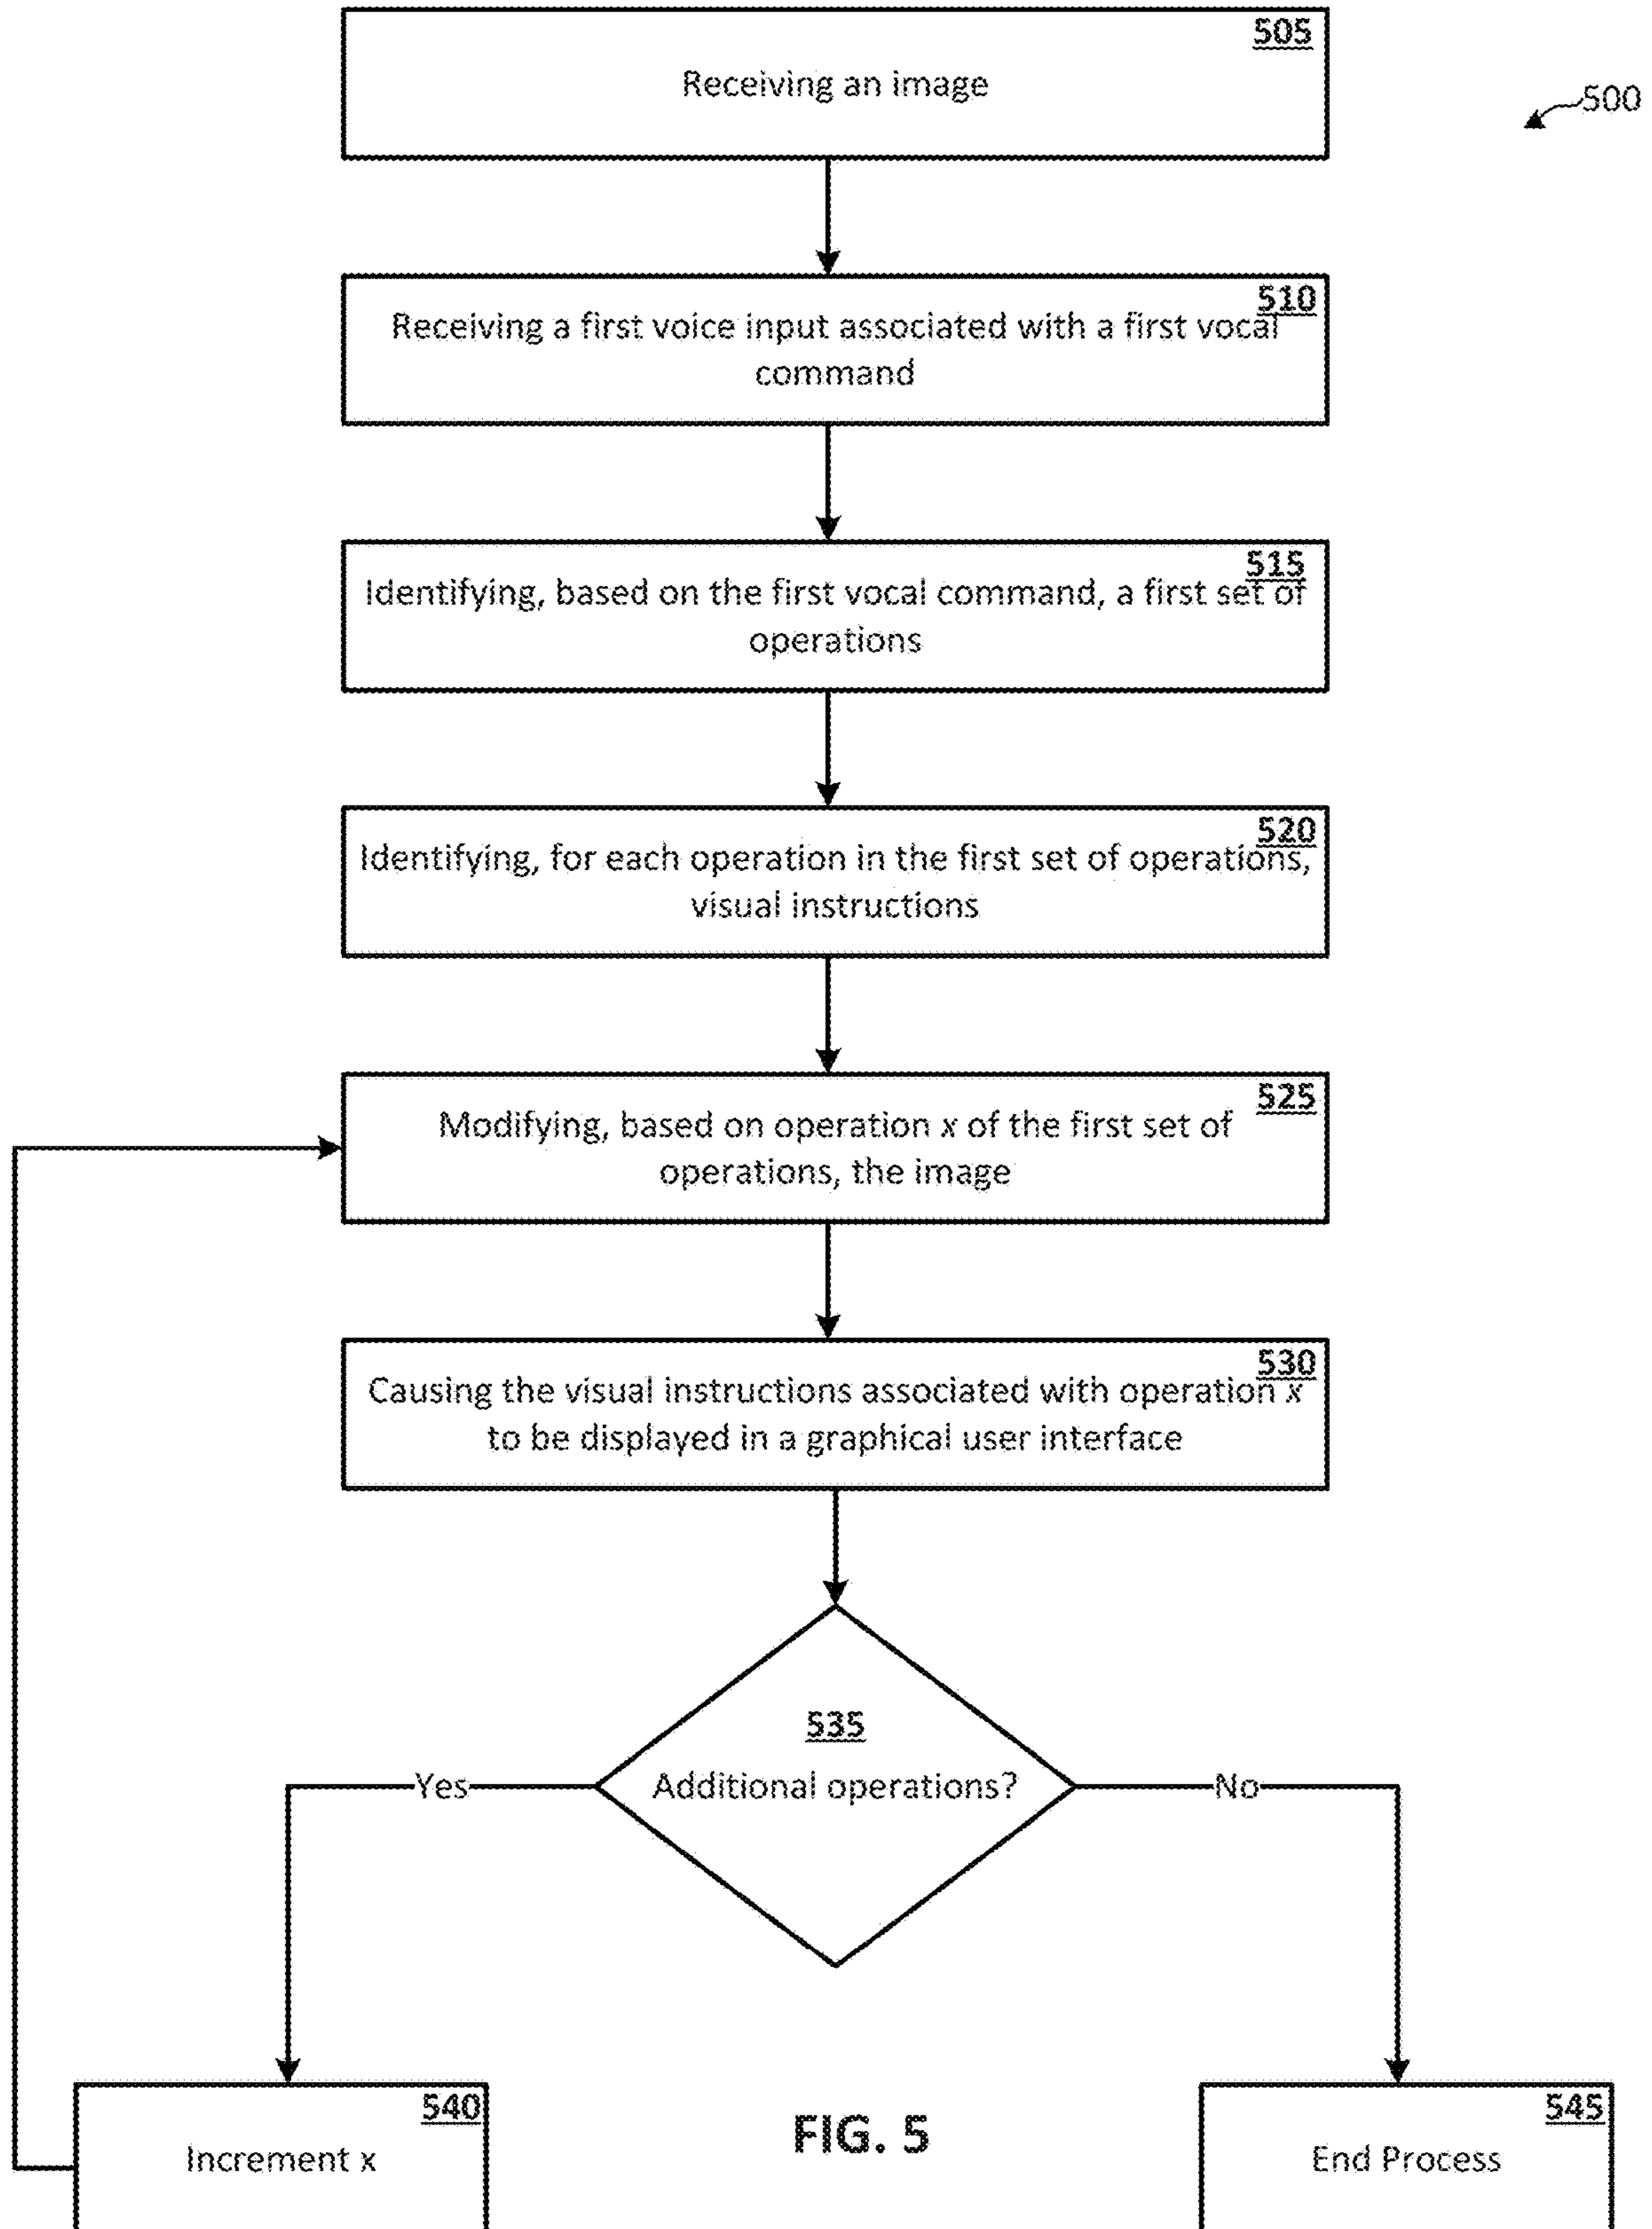 505
Receiving an image
500
510
Receiving a first voice input associated with a first vocal
command
515
Identifying, based on the first vocal command, a first set of
operations
520
Identifying, for each operation in the first set of operations,
visual instructions
525
Modifying, based on operation x of the first set of
operations, the image
530
Causing the visual instructions associated with operation x
to be displayed in a graphical user interface
535
Yes
Additional operations?
No
540
Increment x
FIG. 5
545
End Process